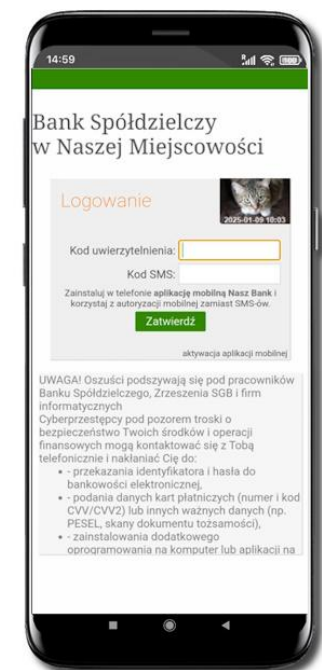 14:59
Bank Spółdzielczy
w Naszej Miejscowości
Logowanie
2025-01-09 10:03
Kod uwierzytelnienia:
Kod SMS:
Zainstaluj w telefonie aplikację mobilną Nasz Bank i
korzystaj z autoryzacji mobilnej zamiast SMS-ów.
Zatwierdź
aktywacja aplikacji mobilnej
UWAGA! Oszuści podszywają się pod pracowników
Banku Spółdzielczego, Zrzeszenia SGB i firm
informatycznych
Cyberprzestępcy pod pozorem troski o
bezpieczeństwo Twoich środków i operacji
finansowych mogą kontaktować się z Tobą
telefonicznie i nakłaniać Cię do:
- przekazania identyfikatora i hasła do
bankowości elektronicznej,
- podania danych kart płatniczych (numer i kod
CVV/CVV2) lub innych ważnych danych (np.
PESEL, skany dokumentu tożsamości),
- zainstalowania dodatkowego
oprogramowania na komputer lub aplikacji na